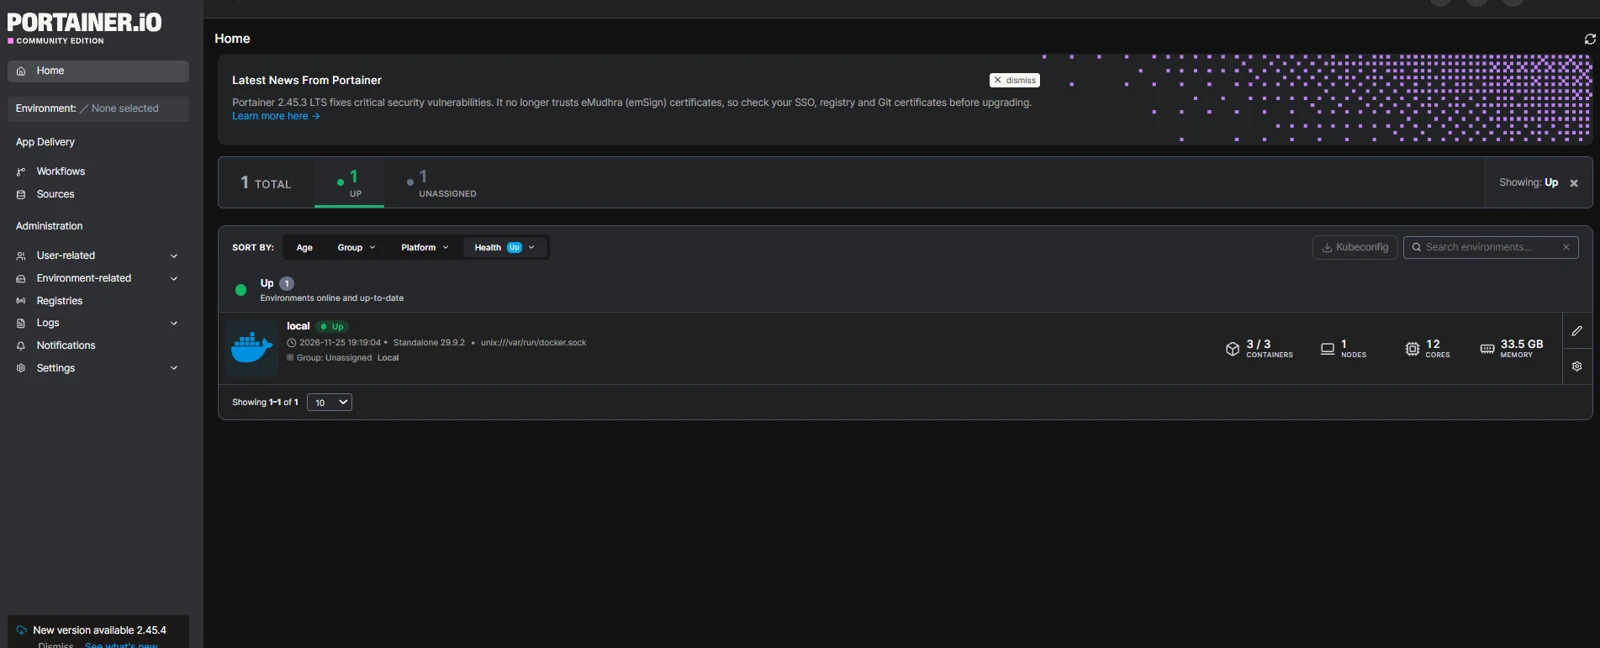 PORTAINER.iO
COMMUNITY EDITION
Home
Environment: None selected
App Delivery
Workflows
Sources
Administration
User-related
Environment-related
Registries
Logs
Notifications
Settings
New version available 2.45.4
Dismiss See what's new
Home
Latest News From Portainer
dismiss
Portainer 2.45.3 LTS fixes critical security vulnerabilities. It no longer trusts eMudhra (emSign) certificates, so check your SSO, registry and Git certificates before upgrading.
Learn more here →
1 TOTAL
1 UP
1 UNASSIGNED
Showing: Up ×
SORT BY: Age Group Platform Health Up
Kubeconfig
Search environments...
Up 1
Environments online and up-to-date
local Up
2026-11-25 19:19:04 • Standalone 29.9.2 • unix:///var/run/docker.sock
Group: Unassigned Local
3 / 3 CONTAINERS
1 NODES
12 CORES
33.5 GB MEMORY
Showing 1-1 of 1 10